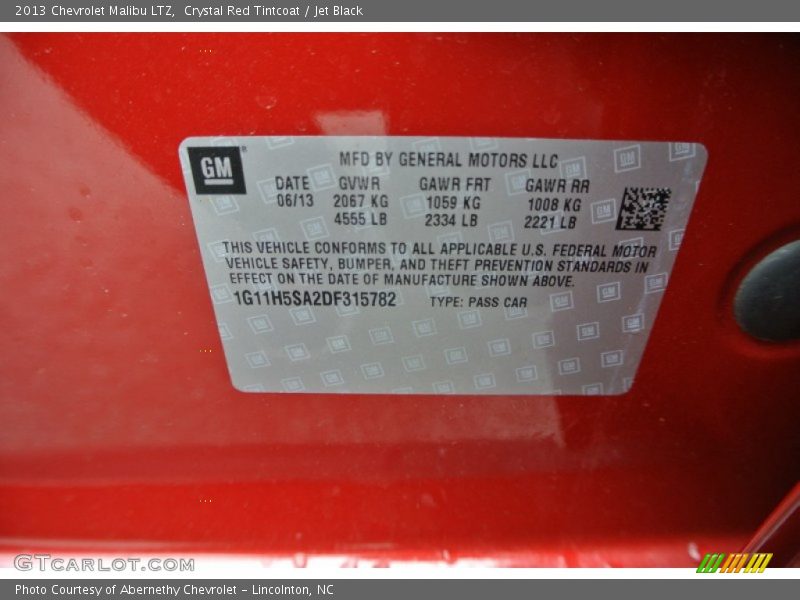 2013 Chevrolet Malibu LTZ, Crystal Red Tintcoat / Jet Black
GM®
MFD BY GENERAL MOTORS LLC
DATE GVWR GAWR FRT GAWR RR
06/13 2067 KG 1059 KG 1008 KG
4555 LB 2334 LB 2221 LB
THIS VEHICLE CONFORMS TO ALL APPLICABLE U.S. FEDERAL MOTOR
VEHICLE SAFETY, BUMPER, AND THEFT PREVENTION STANDARDS IN
EFFECT ON THE DATE OF MANUFACTURE SHOWN ABOVE.
1G11H5SA2DF315782 TYPE: PASS CAR
GTCARLOT.COM
Photo Courtesy of Abernethy Chevrolet - Lincolnton, NC